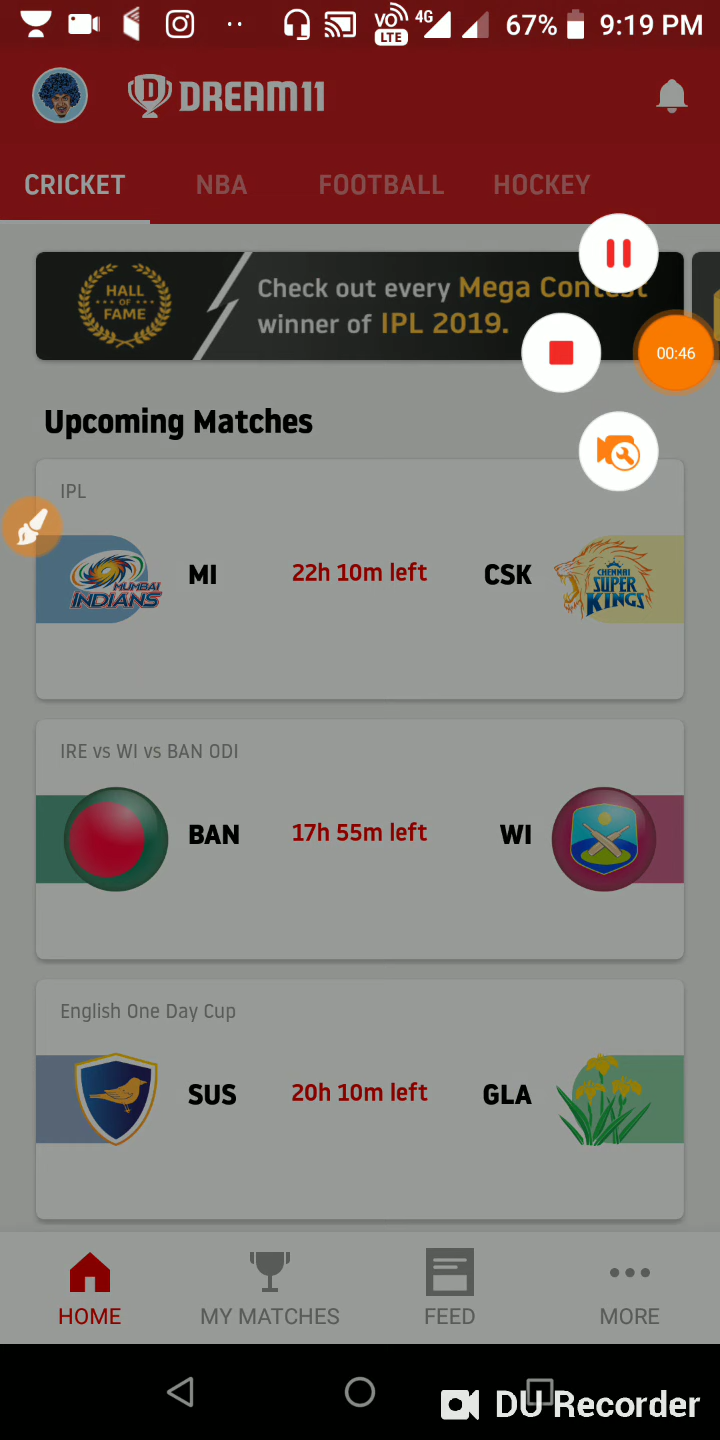 VO LTE 4G 67% 9:19 PM
D DREAM11
CRICKET NBA FOOTBALL HOCKEY
HALL OF FAME
Check out every Mega Contest
winner of IPL 2019.
00:46
Upcoming Matches
IPL
MUMBAI INDIANS
MI 22h 10m left CSK
CHENNAI SUPER KINGS
IRE vs WI vs BAN ODI
BAN 17h 55m left WI
English One Day Cup
SUS 20h 10m left GLA
HOME MY MATCHES FEED MORE
DU Recorder